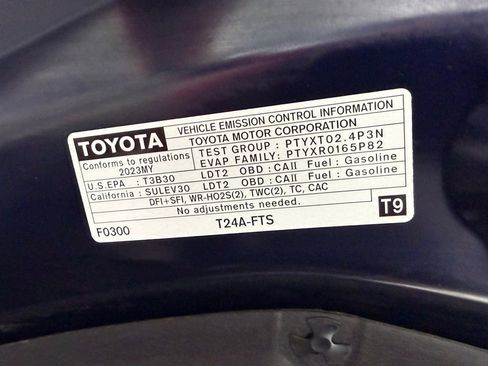 TOYOTA
VEHICLE EMISSION CONTROL INFORMATION
TOYOTA MOTOR CORPORATION
Conforms to regulations
2023MY
TEST GROUP : PTYXT02.4P3N
EVAP FAMILY: PTYXR0165P82
U.S.EPA : T3B30 LDT2 OBD : CAII Fuel : Gasoline
California : SULEV30 LDT2 OBD : CAII Fuel : Gasoline
DFI+SFI, WR-HO2S(2), TWC(2), TC, CAC
No adjustments needed.
F0300 T24A-FTS T9